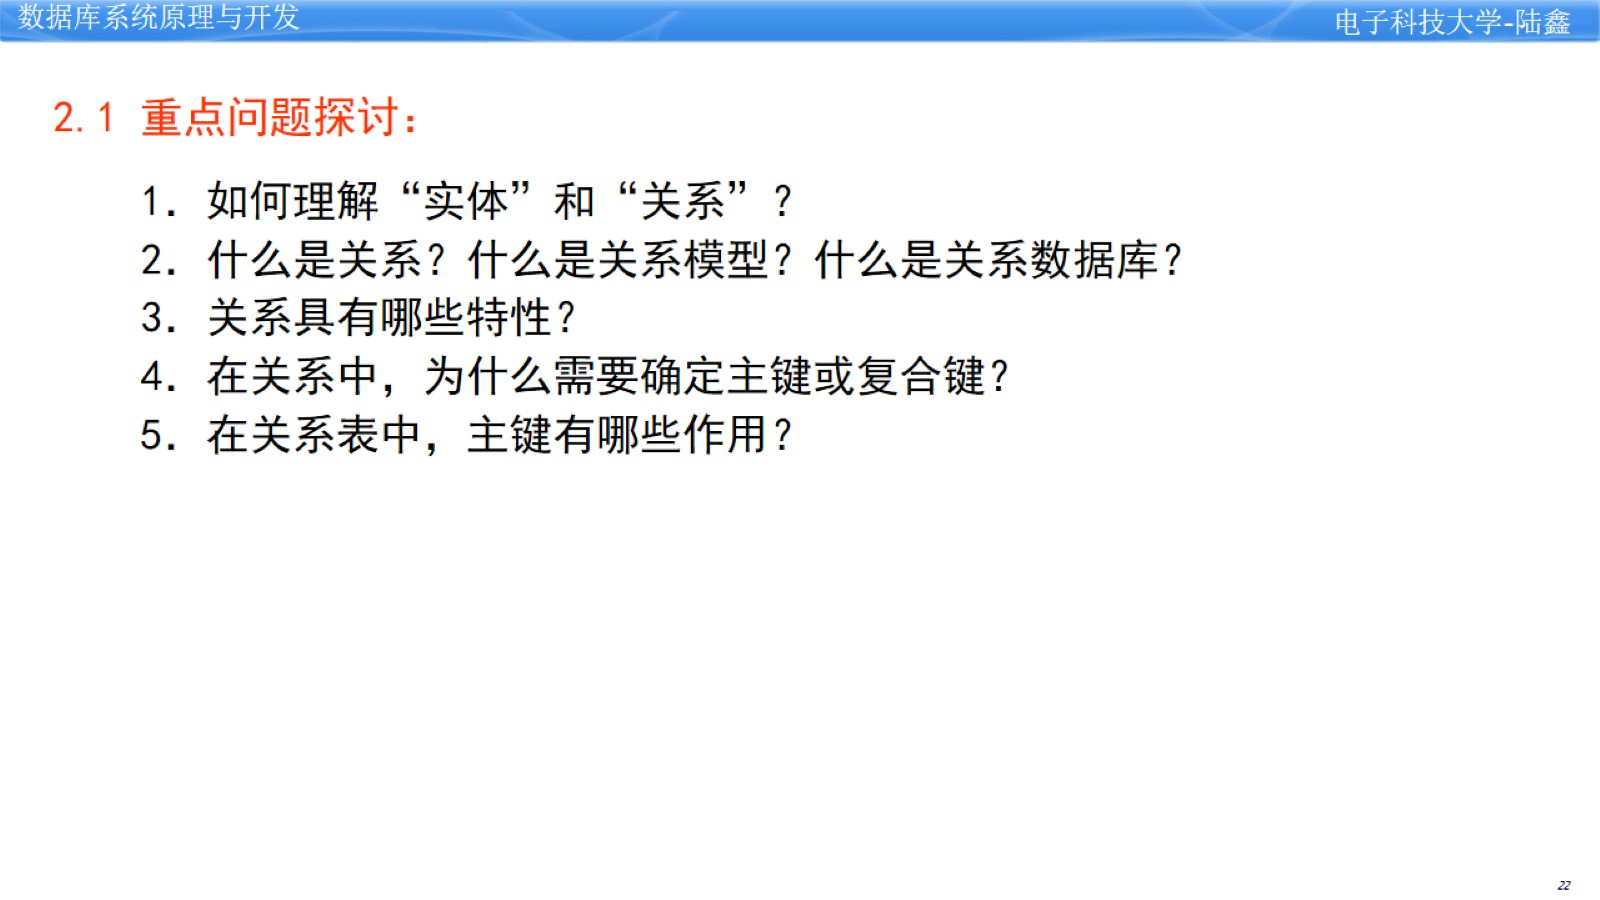 数据库系统原理与开发
电子科技大学-陆鑫
2.1 重点问题探讨：
1. 如何理解“实体”和“关系”？
2. 什么是关系？什么是关系模型？什么是关系数据库？
3. 关系具有哪些特性？
4. 在关系中，为什么需要确定主键或复合键？
5. 在关系表中，主键有哪些作用？
22